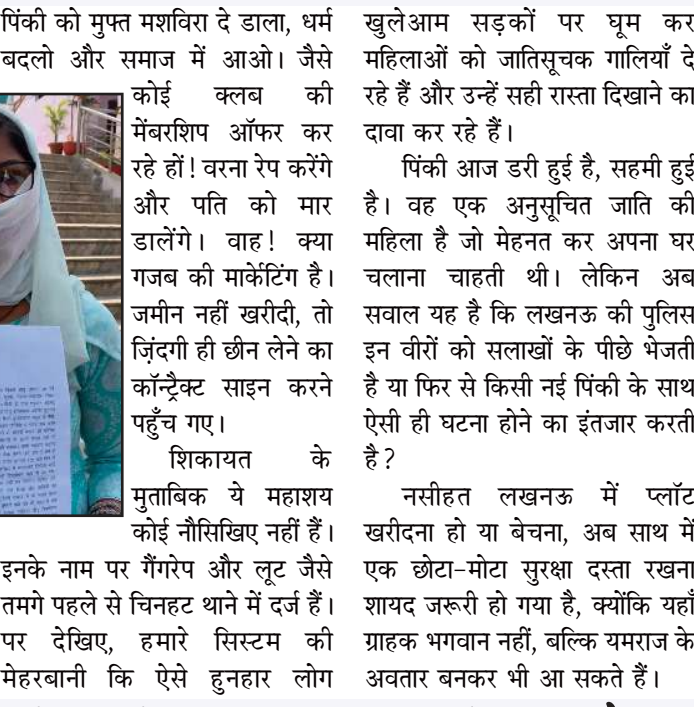 पिंकी को मुफ्त मशविरा दे डाला, धर्म
बदलो और समाज में आओ। जैसे
कोई क्लब की
मेंबरशिप ऑफर कर
रहे हों! वरना रेप करेंगे
और पति को मार
डालेंगे। वाह! क्या
गजब की मार्केटिंग है।
जमीन नहीं खरीदी, तो
ज़िंदगी ही छीन लेने का
कॉन्ट्रैक्ट साइन करने
पहुँच गए।
शिकायत के
मुताबिक ये महाशय
कोई नौसिखिए नहीं हैं।
इनके नाम पर गैंगरेप और लूट जैसे
तमगे पहले से चिनहट थाने में दर्ज हैं।
पर देखिए, हमारे सिस्टम की
मेहरबानी कि ऐसे हुनहार लोग
खुलेआम सड़कों पर घूम कर
महिलाओं को जातिसूचक गालियाँ दे
रहे हैं और उन्हें सही रास्ता दिखाने का
दावा कर रहे हैं।
पिंकी आज डरी हुई है, सहमी हुई
है। वह एक अनुसूचित जाति की
महिला है जो मेहनत कर अपना घर
चलाना चाहती थी। लेकिन अब
सवाल यह है कि लखनऊ की पुलिस
इन वीरों को सलाखों के पीछे भेजती
है या फिर से किसी नई पिंकी के साथ
ऐसी ही घटना होने का इंतजार करती
है?
नसीहत लखनऊ में प्लॉट
खरीदना हो या बेचना, अब साथ में
एक छोटा-मोटा सुरक्षा दस्ता रखना
शायद जरूरी हो गया है, क्योंकि यहाँ
ग्राहक भगवान नहीं, बल्कि यमराज के
अवतार बनकर भी आ सकते हैं।